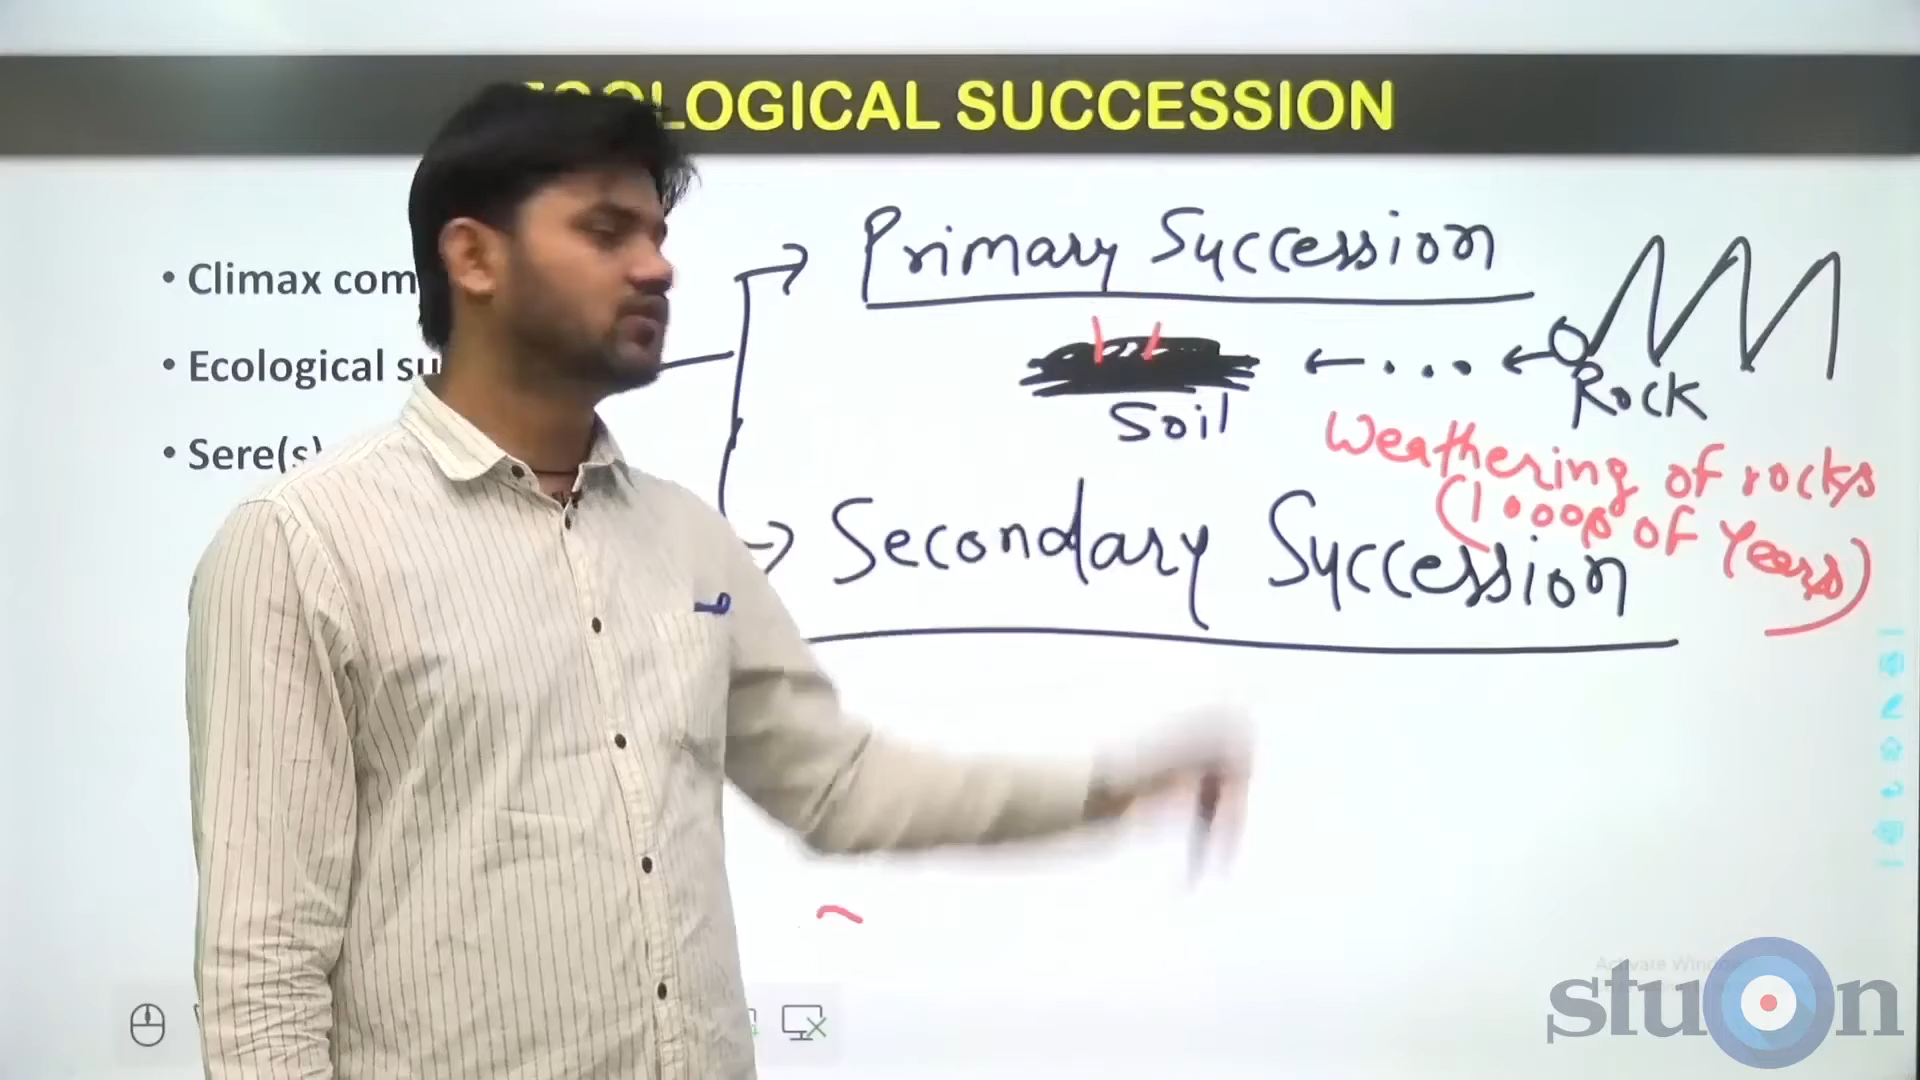 LOGICAL SUCCESSION
• Climax com
• Ecological su
• Sere(s)
Primary Succession
Rock
Soil
Weathering of rocks
(1000s of Years)
Secondary Succession
stuon